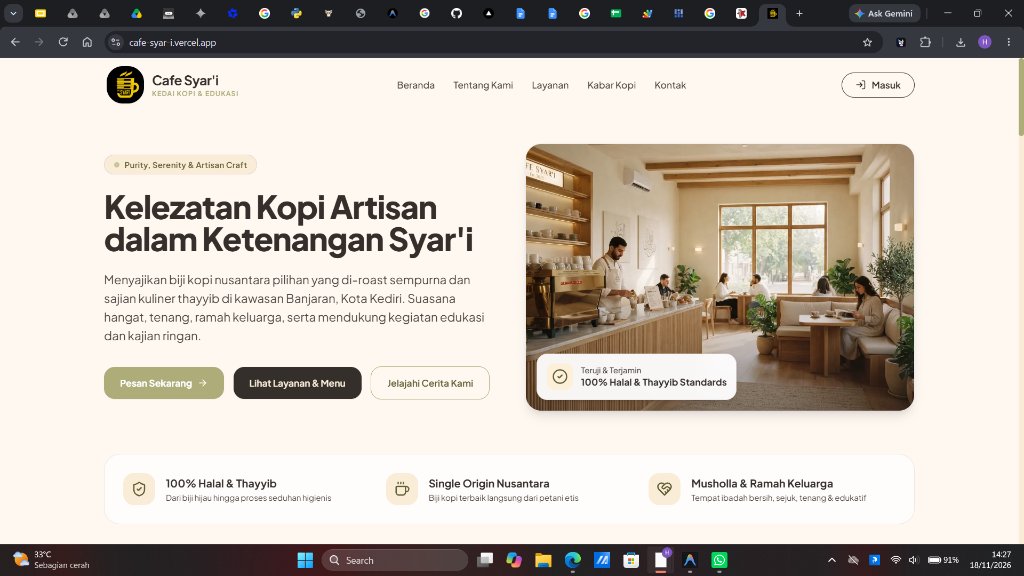 Ask Gemini
cafe-syar-i.vercel.app
H
Cafe Syar'i
KEDAI KOPI & EDUKASI
Beranda
Tentang Kami
Layanan
Kabar Kopi
Kontak
Masuk
Purity, Serenity & Artisan Craft
Kelezatan Kopi Artisan
dalam Ketenangan Syar'i
Menyajikan biji kopi nusantara pilihan yang di-roast sempurna dan
sajian kuliner thayyib di kawasan Banjaran, Kota Kediri. Suasana
hangat, tenang, ramah keluarga, serta mendukung kegiatan edukasi
dan kajian ringan.
Pesan Sekarang
Lihat Layanan & Menu
Jelajahi Cerita Kami
Teruji & Terjamin
100% Halal & Thayyib Standards
100% Halal & Thayyib
Dari biji hijau hingga proses seduhan higienis
Single Origin Nusantara
Biji kopi terbaik langsung dari petani etis
Musholla & Ramah Keluarga
Tempat ibadah bersih, sejuk, tenang & edukatif
33°C
Sebagian cerah
Search
91%
14:27
18/11/2026